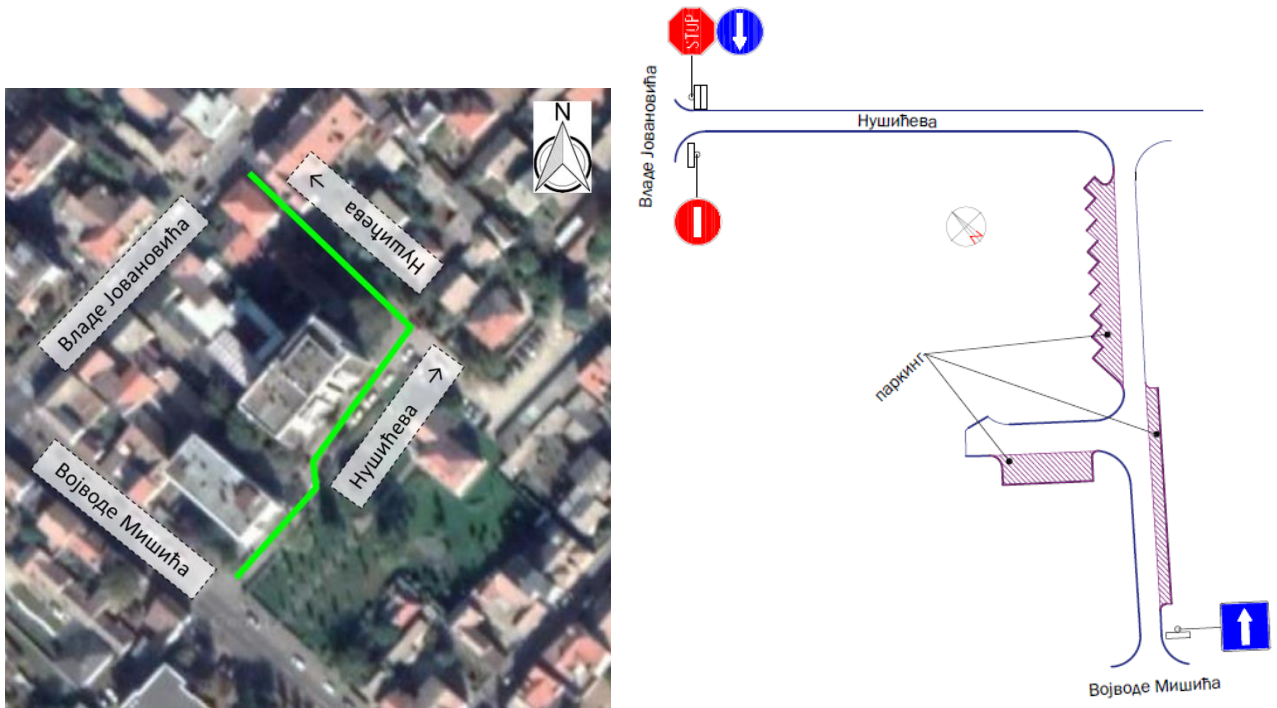 N
Нушићева
Владе Јовановића
Нушићева
Војводе Мишића
STOP
Владе Јовановића
Нушићева
N
паркинг
Војводе Мишића